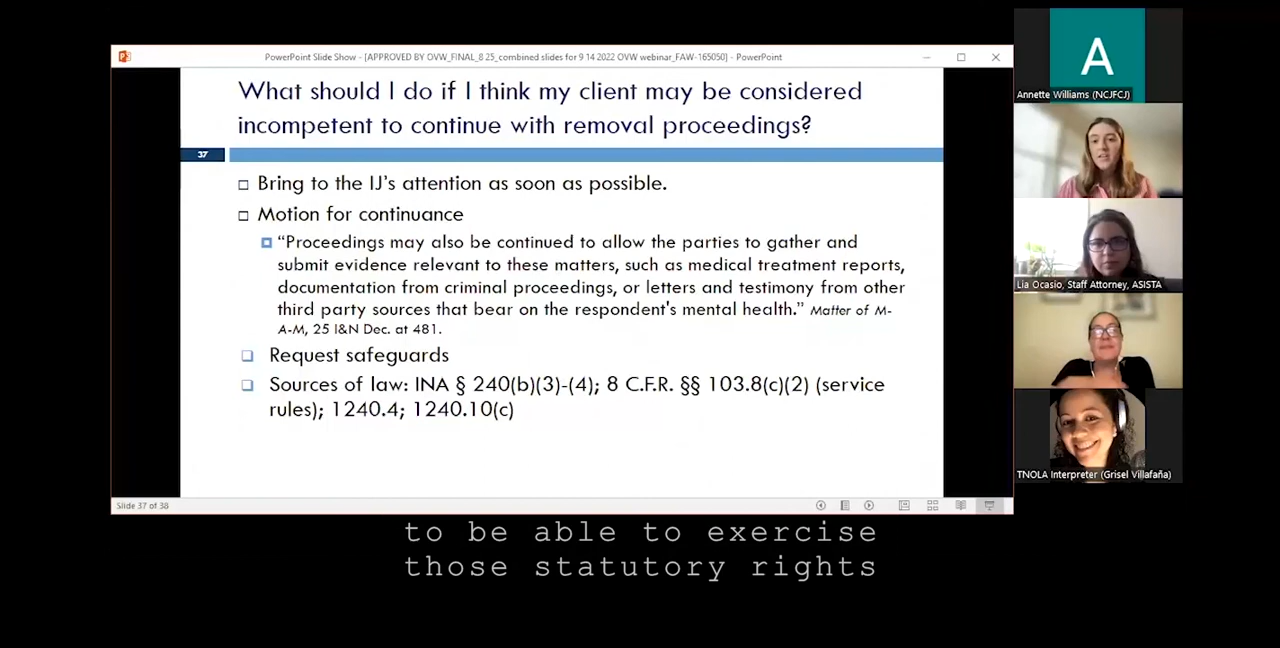 PowerPoint Slide Show - [APPROVED BY OVW_FINAL_8 25_combined slides for 9 14 2022 OVW webinar_FAW-165050] - PowerPoint
What should I do if I think my client may be considered
incompetent to continue with removal proceedings?
37
Bring to the IJ's attention as soon as possible.
Motion for continuance
"Proceedings may also be continued to allow the parties to gather and
submit evidence relevant to these matters, such as medical treatment reports,
documentation from criminal proceedings, or letters and testimony from other
third party sources that bear on the respondent's mental health." Matter of M-
A-M, 25 I&N Dec. at 481.
Request safeguards
Sources of law: INA § 240(b)(3)-(4); 8 C.F.R. §§ 103.8(c)(2) (service
rules); 1240.4; 1240.10(c)
Slide 37 of 38
A
Annette Williams (NCJFCJ)
Lia Ocasio, Staff Attorney, ASISTA
TNOLA Interpreter (Grisel Villafaña)
to be able to exercise
those statutory rights